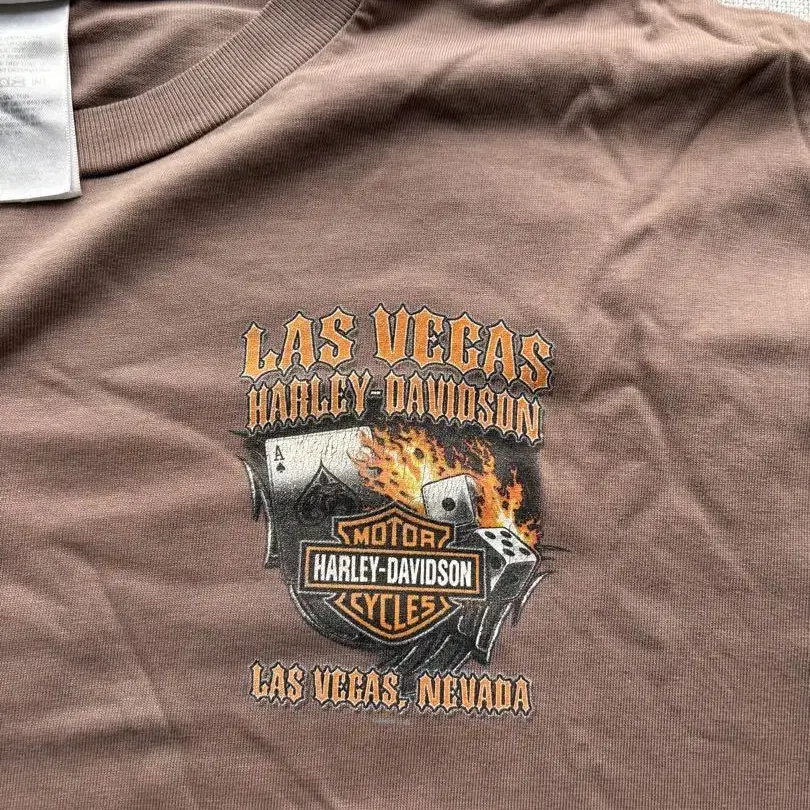 LAS VEGAS
HARLEY-DAVIDSON
A
MOTOR
HARLEY-DAVIDSON
CYCLES
LAS VEGAS, NEVADA